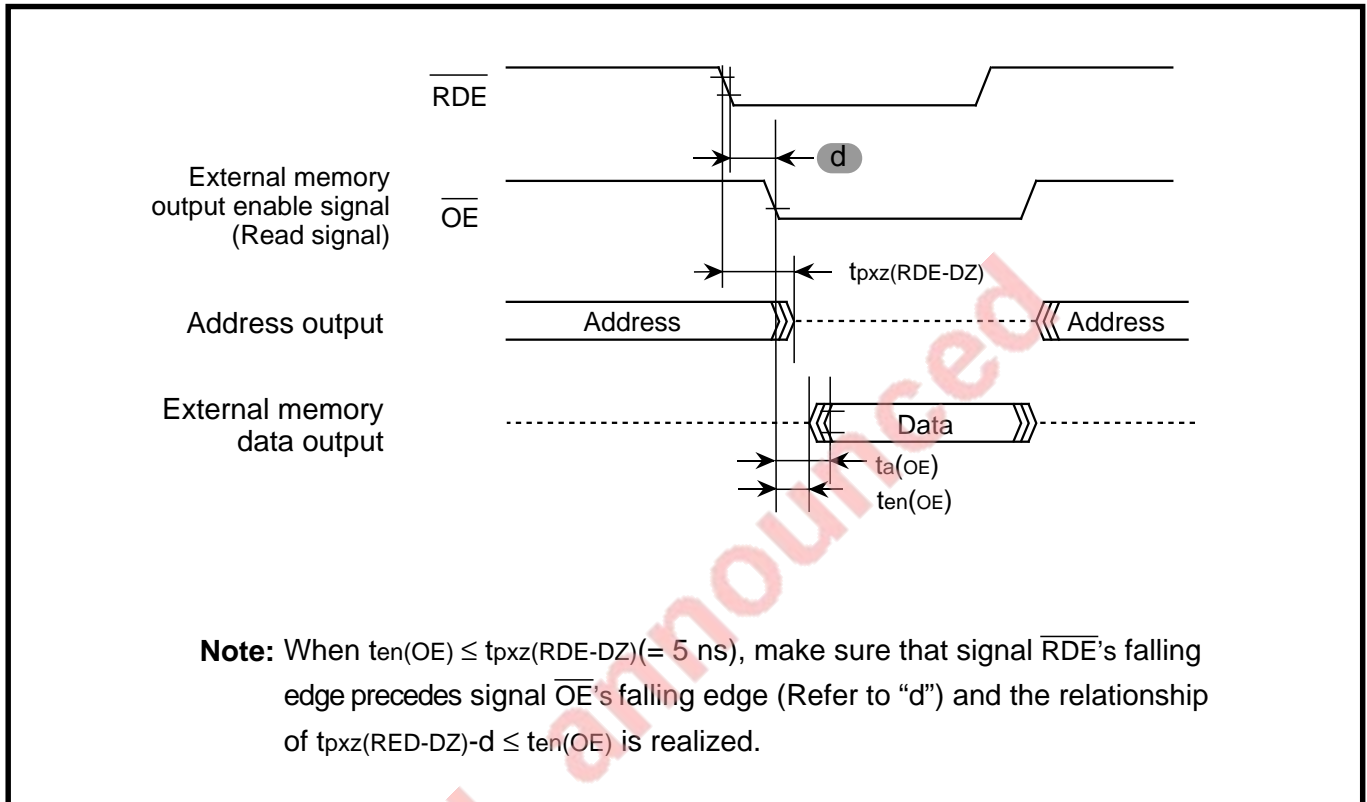 RDE
d
External memory
output enable signal
(Read signal)
OE
tpxz(RDE-DZ)
Address output
Address
Address
External memory
data output
Data
ta(OE)
ten(OE)
announced
Note: When ten(OE) ≤ tpxz(RDE-DZ)(= 5 ns), make sure that signal RDE's falling
edge precedes signal OE's falling edge (Refer to “d”) and the relationship
of tpxz(RED-DZ)-d ≤ ten(OE) is realized.